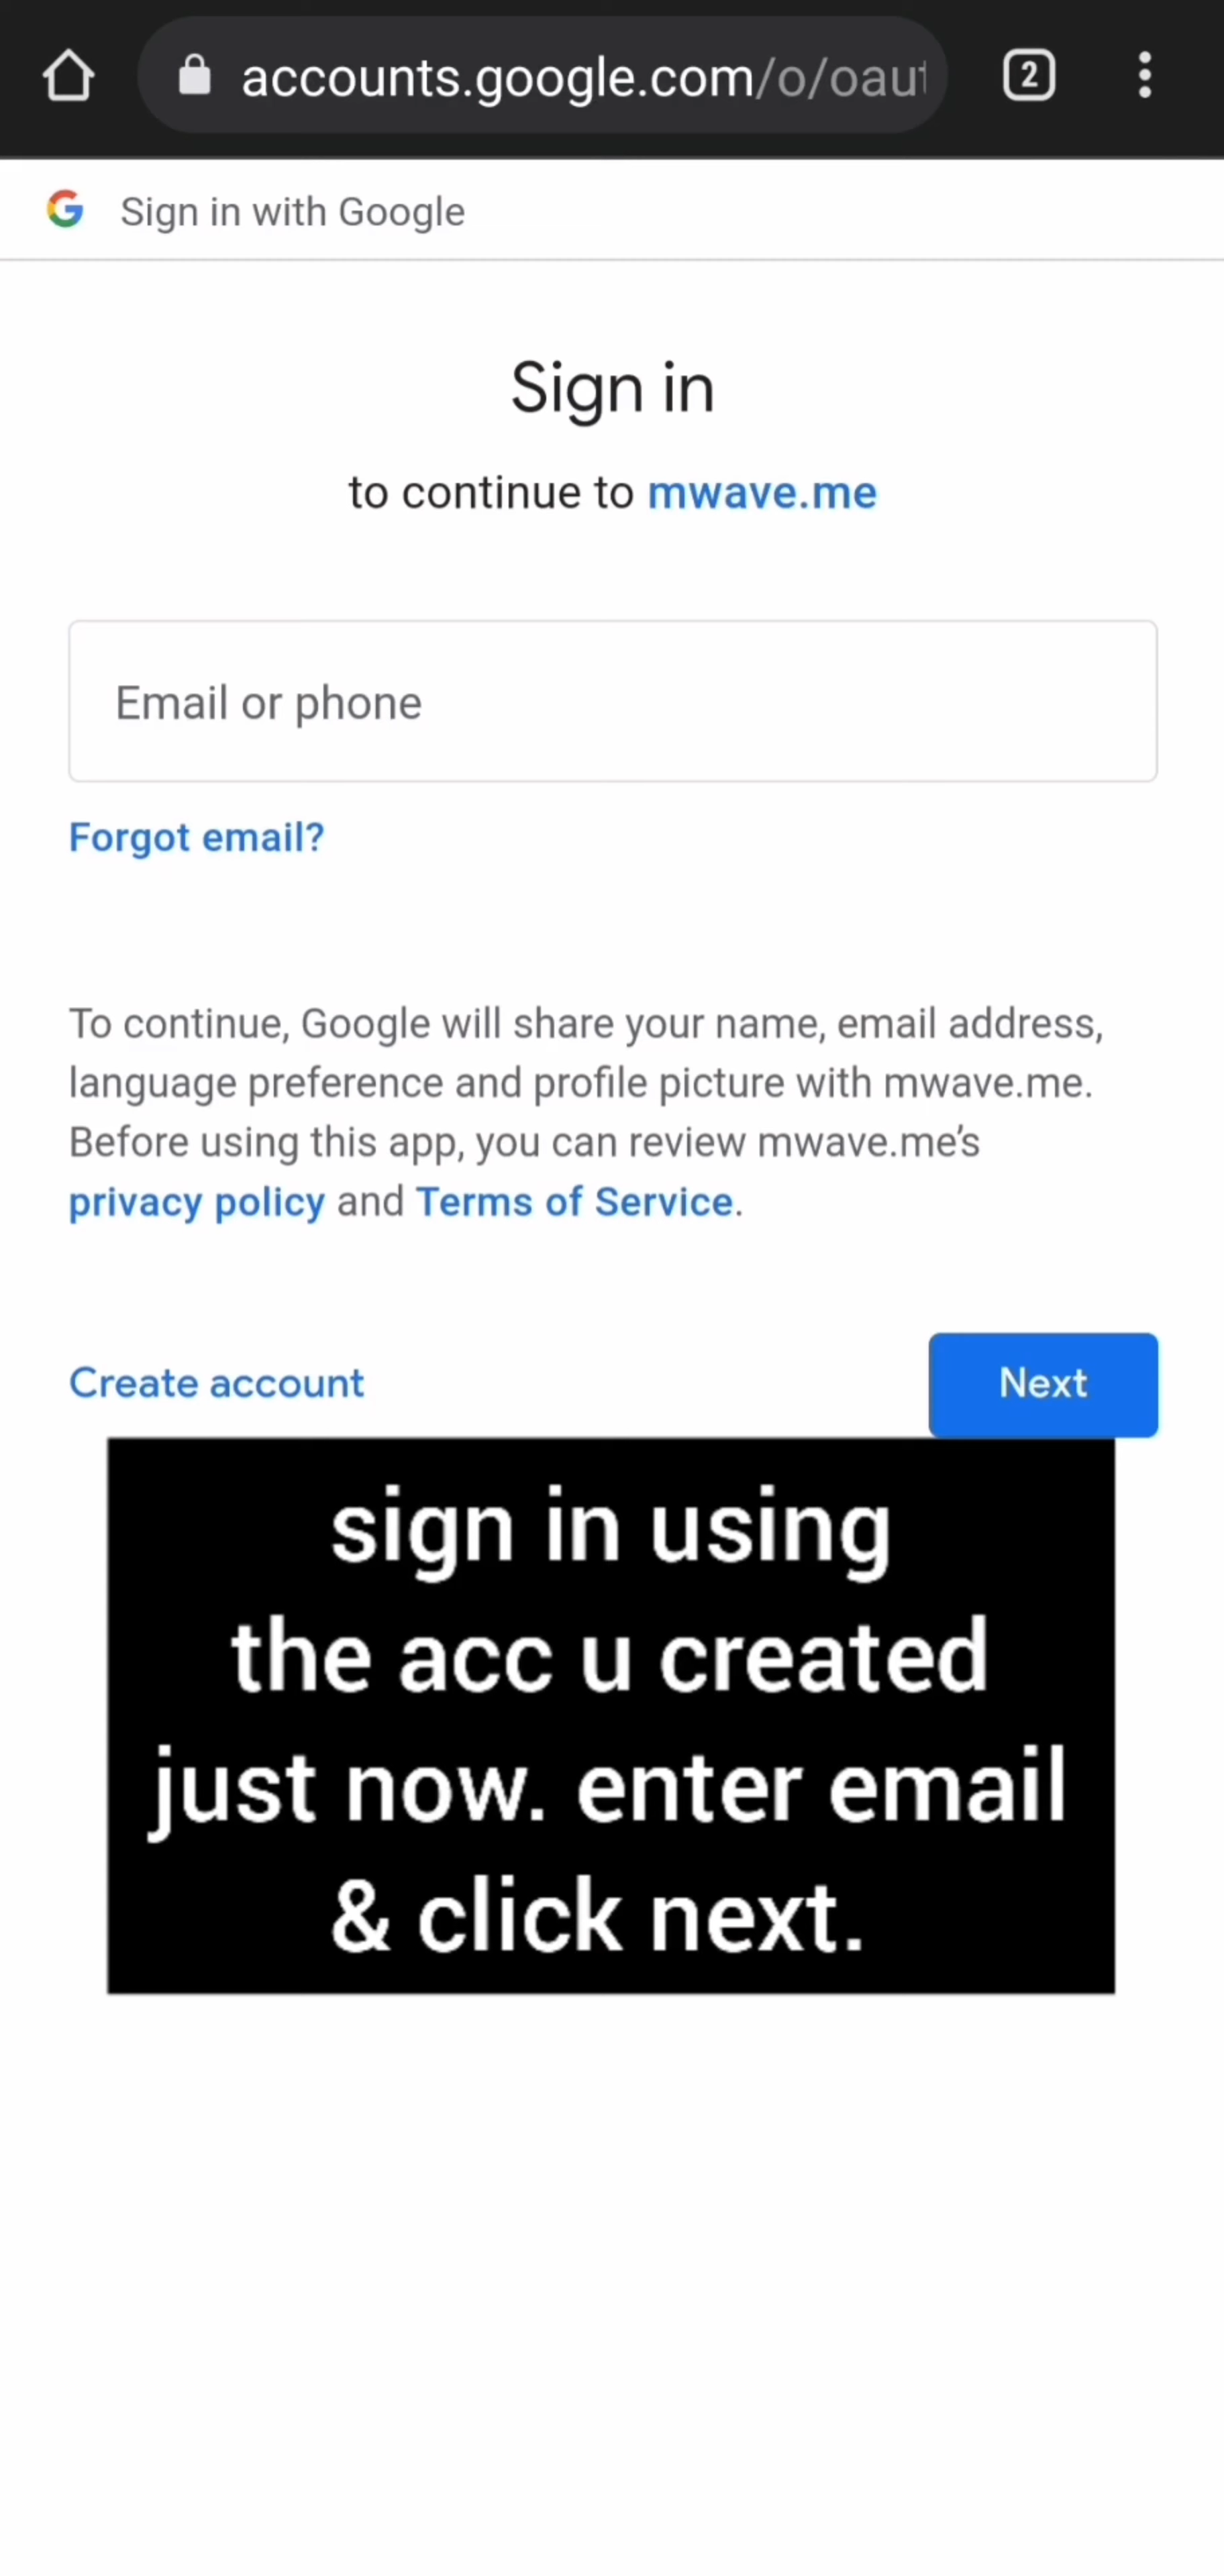 accounts.google.com/o/oaut
2
Sign in with Google
Sign in
to continue to mwave.me
Email or phone
Forgot email?
To continue, Google will share your name, email address,
language preference and profile picture with mwave.me.
Before using this app, you can review mwave.me’s
privacy policy and Terms of Service.
Create account
Next
sign in using
the acc u created
just now. enter email
& click next.